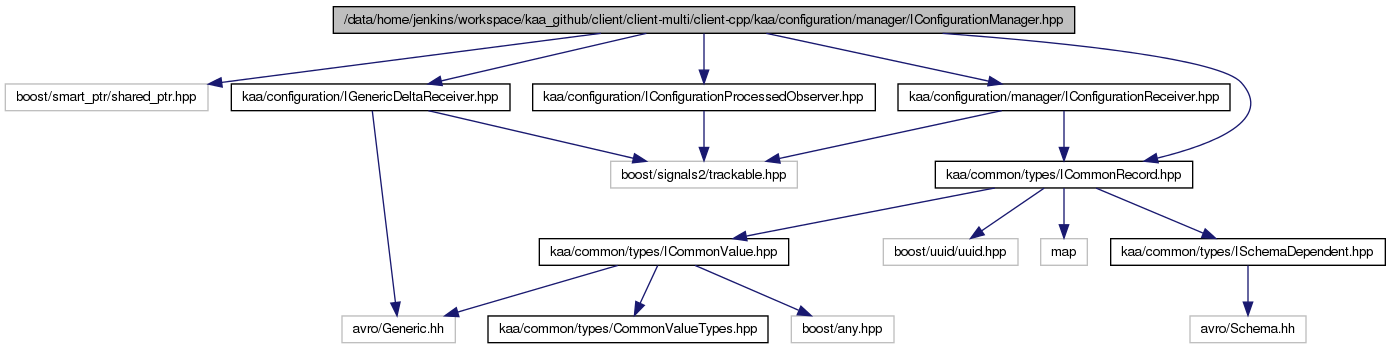 /data/home/jenkins/workspace/kaa_github/client/client-multi/client-cpp/kaa/configuration/manager/IConfigurationManager.hpp
boost/smart_ptr/shared_ptr.hpp
kaa/configuration/IGenericDeltaReceiver.hpp
kaa/configuration/IConfigurationProcessedObserver.hpp
kaa/configuration/manager/IConfigurationReceiver.hpp
boost/signals2/trackable.hpp
kaa/common/types/ICommonRecord.hpp
kaa/common/types/ICommonValue.hpp
boost/uuid/uuid.hpp
map
kaa/common/types/ISchemaDependent.hpp
avro/Generic.hh
kaa/common/types/CommonValueTypes.hpp
boost/any.hpp
avro/Schema.hh